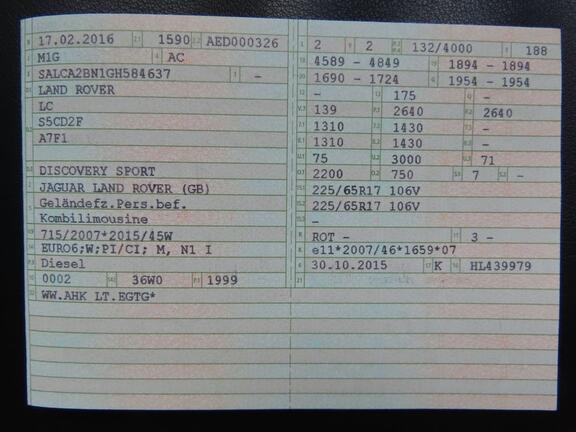 17.02.2016 1590 AED000326
M1G AC
SALCA2BN1GH584637 -
LAND ROVER
LC
S5CD2F
A7F1
DISCOVERY SPORT
JAGUAR LAND ROVER (GB)
Geländefz.Pers.bef.
Kombilimousine
715/2007*2015/45W
EURO6;W;PI/CI; M, N1 I
Diesel
0002 36W0 1999
WW.AHK LT.EGTG*
2 2 132/4000 188
4589 - 4849 1894 - 1894
1690 - 1724 1954 - 1954
- 175 -
139 2640 2640
1310 1430 -
1310 1430 -
75 3000 71
2200 750 7 -
225/65R17 106V
225/65R17 106V
-
ROT - 3 -
e11*2007/46*1659*07
30.10.2015 K HL439979